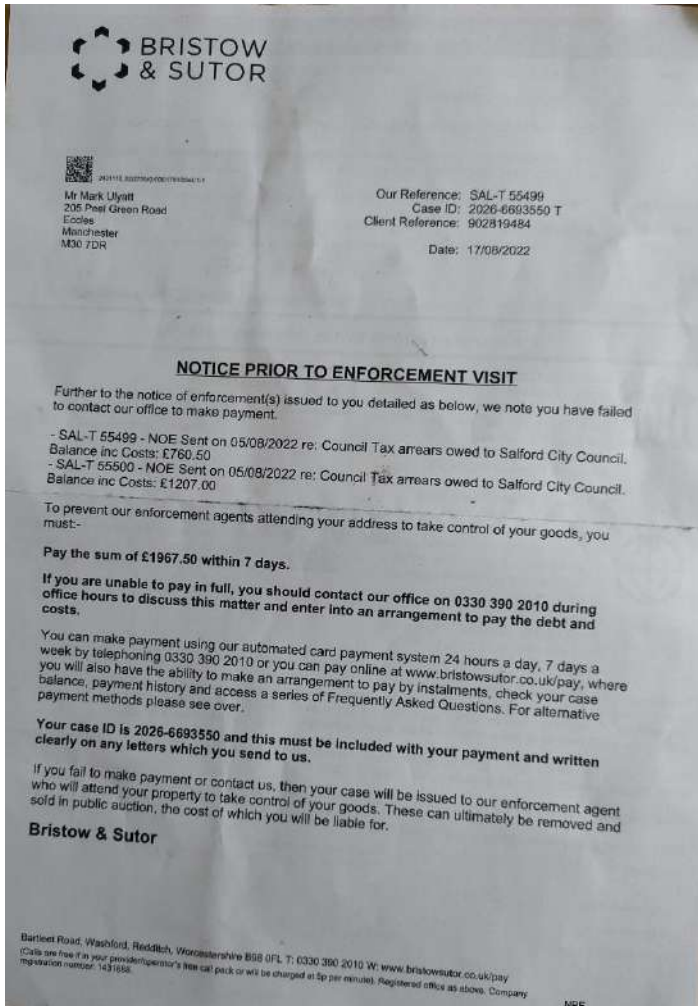 BRISTOW
& SUTOR
Mr Mark Ulyatt
205 Peel Green Road
Eccles
Manchester
M30 7DR
Our Reference: SAL-T 55499
Case ID: 2026-6693550 T
Client Reference: 902819484
Date: 17/08/2022
NOTICE PRIOR TO ENFORCEMENT VISIT
Further to the notice of enforcement(s) issued to you detailed as below, we note you have failed
to contact our office to make payment.
- SAL-T 55499 - NOE Sent on 05/08/2022 re: Council Tax arrears owed to Salford City Council.
Balance inc Costs: £760.50
- SAL-T 55500 - NOE Sent on 05/08/2022 re: Council Tax arrears owed to Salford City Council.
Balance inc Costs: £1207.00
To prevent our enforcement agents attending your address to take control of your goods, you
must:-
Pay the sum of £1967.50 within 7 days.
If you are unable to pay in full, you should contact our office on 0330 390 2010 during
office hours to discuss this matter and enter into an arrangement to pay the debt and
costs.
You can make payment using our automated card payment system 24 hours a day, 7 days a
week by telephoning 0330 390 2010 or you can pay online at www.bristowsutor.co.uk/pay, where
you will also have the ability to make an arrangement to pay by instalments, check your case
balance, payment history and access a series of Frequently Asked Questions. For alternative
payment methods please see over.
Your case ID is 2026-6693550 and this must be included with your payment and written
clearly on any letters which you send to us.
If you fail to make payment or contact us, then your case will be issued to our enforcement agent
who will attend your property to take control of your goods. These can ultimately be removed and
sold in public auction, the cost of which you will be liable for.
Bristow & Sutor
Bartleet Road, Washford, Redditch, Worcestershire B98 0FL T: 0330 390 2010 W: www.bristowsutor.co.uk/pay
(Calls are free if in your provider/operator's free call pack or will be charged at 5p per minute). Registered office as above. Company
registration number: 1431688.